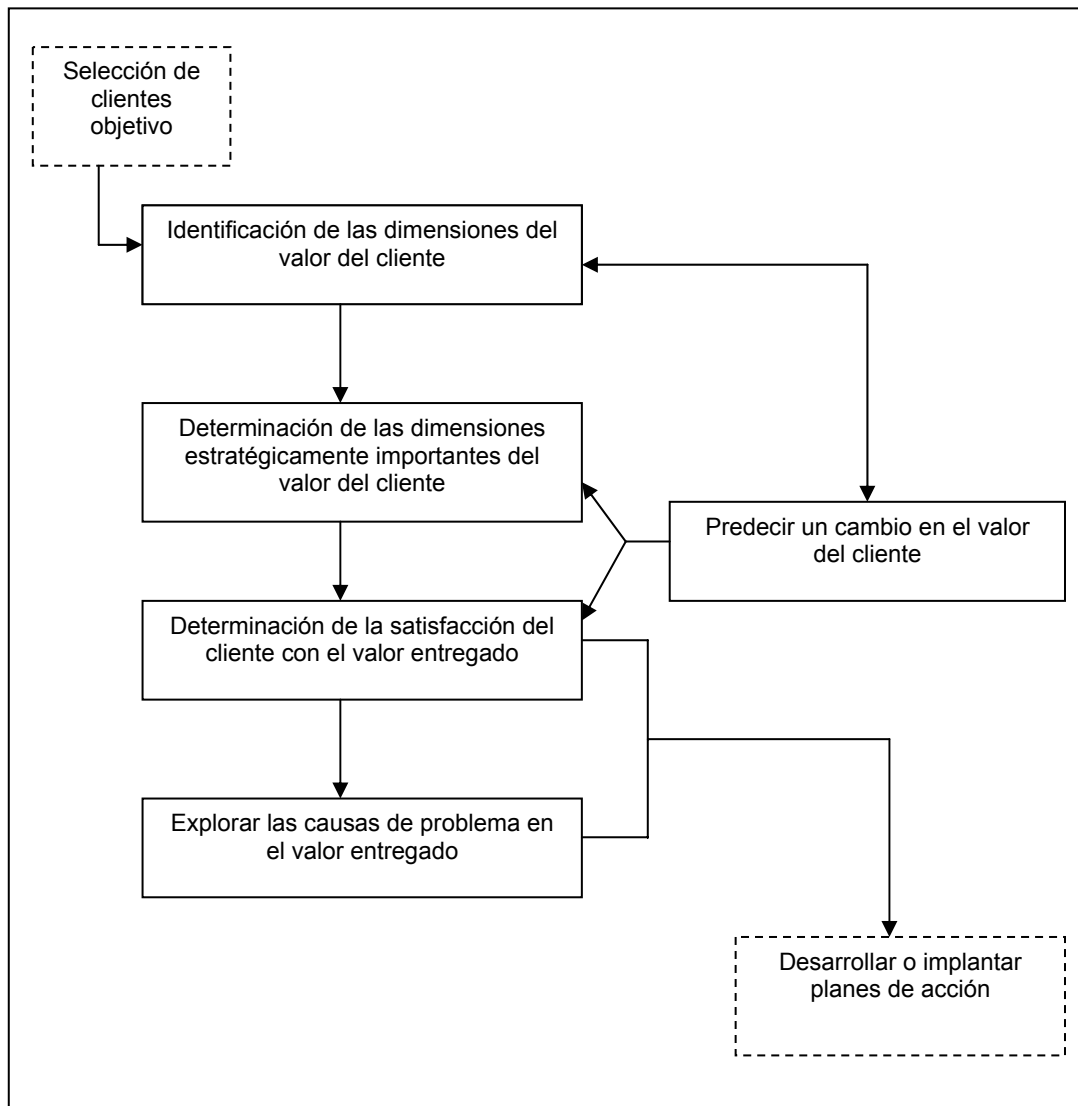 Selección de
clientes
objetivo
Identificación de las dimensiones del
valor del cliente
Determinación de las dimensiones
estratégicamente importantes del
valor del cliente
Predecir un cambio en el valor
del cliente
Determinación de la satisfacción del
cliente con el valor entregado
Explorar las causas de problema en
el valor entregado
Desarrollar o implantar
planes de acción